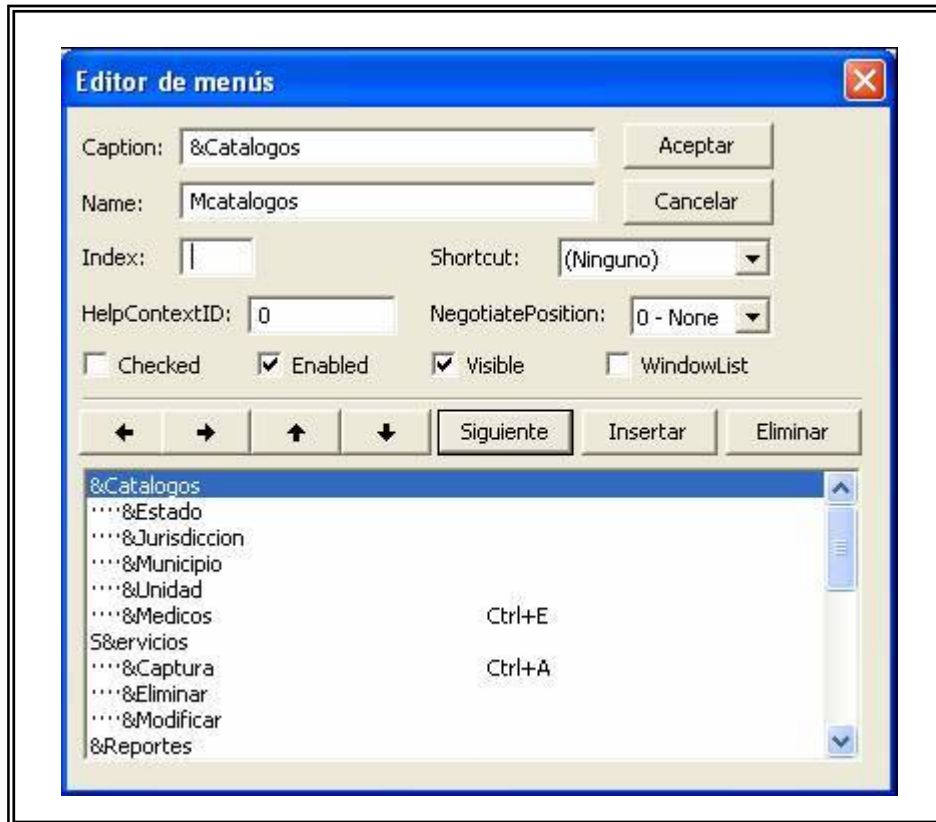 Editor de menús
Caption: &Catalogos Aceptar
Name: Mcatalogos Cancelar
Index: Shortcut: (Ninguno)
HelpContextID: 0 NegotiatePosition: 0 - None
Checked Enabled Visible WindowList
Siguiente Insertar Eliminar
&Catalogos
····&Estado
····&Jurisdiccion
····&Municipio
····&Unidad
····&Medicos Ctrl+E
S&ervicios
····&Captura Ctrl+A
····&Eliminar
····&Modificar
&Reportes